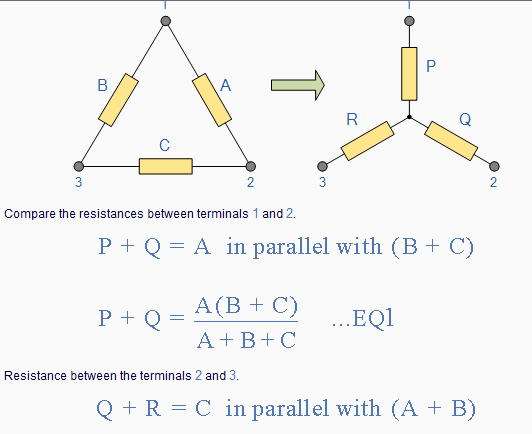 B
A
C
3
2
P
R
Q
3
2
Compare the resistances between terminals 1 and 2.
P + Q = A in parallel with (B + C)
P + Q = A(B + C) / A + B + C ...EQ1
Resistance between the terminals 2 and 3.
Q + R = C in parallel with (A + B)